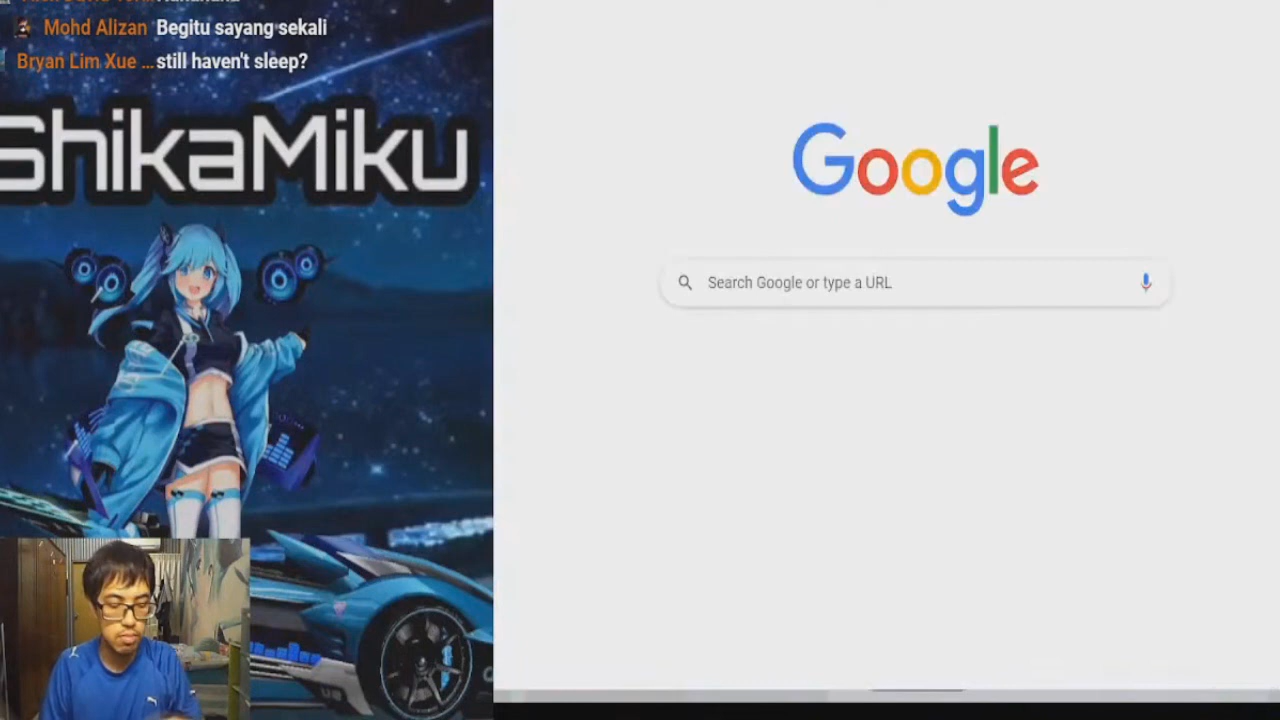 Mohd Alizan Begitu sayang sekali
Bryan Lim Xue ... still haven't sleep?
ShikaMiku
Google
Search Google or type a URL